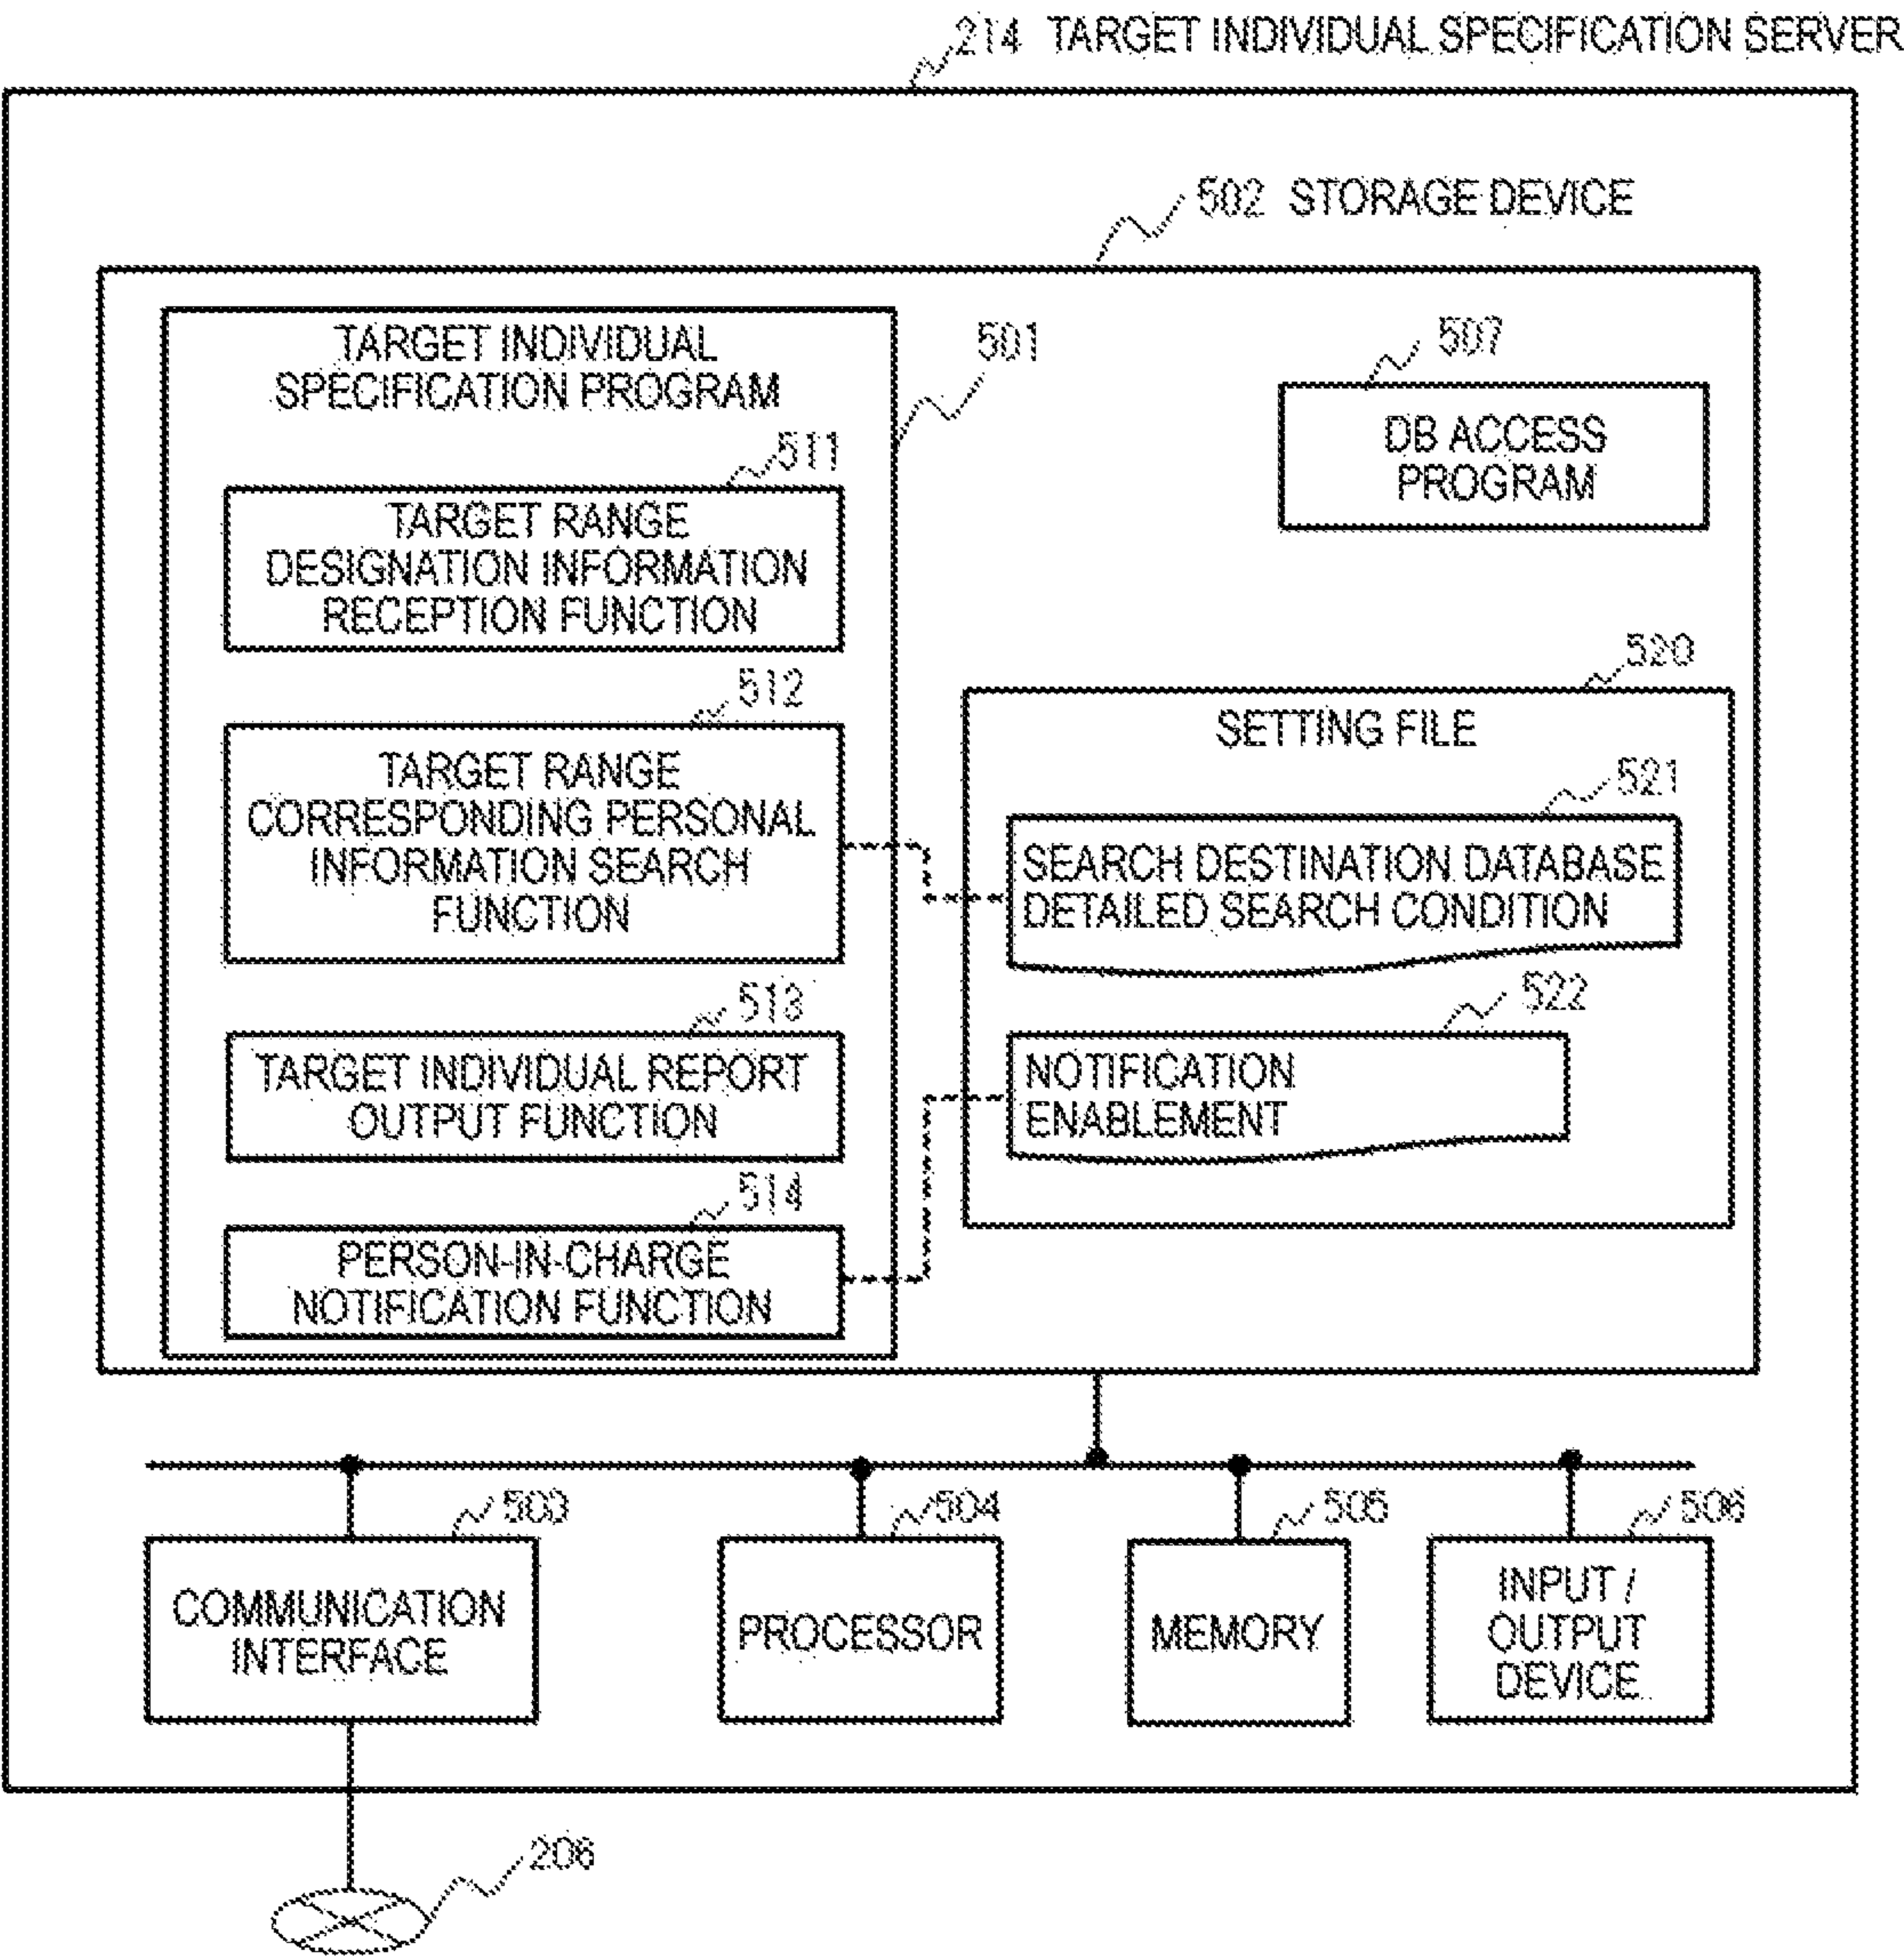 214 TARGET INDIVIDUAL SPECIFICATION SERVER
502 STORAGE DEVICE
TARGET INDIVIDUAL
SPECIFICATION PROGRAM
501
507
DB ACCESS
PROGRAM
511
TARGET RANGE
DESIGNATION INFORMATION
RECEPTION FUNCTION
512
TARGET RANGE
CORRESPONDING PERSONAL
INFORMATION SEARCH
FUNCTION
513
TARGET INDIVIDUAL REPORT
OUTPUT FUNCTION
514
PERSON-IN-CHARGE
NOTIFICATION FUNCTION
520
SETTING FILE
521
SEARCH DESTINATION DATABASE
DETAILED SEARCH CONDITION
522
NOTIFICATION
ENABLEMENT
503
COMMUNICATION
INTERFACE
504
PROCESSOR
505
MEMORY
506
INPUT /
OUTPUT
DEVICE
206